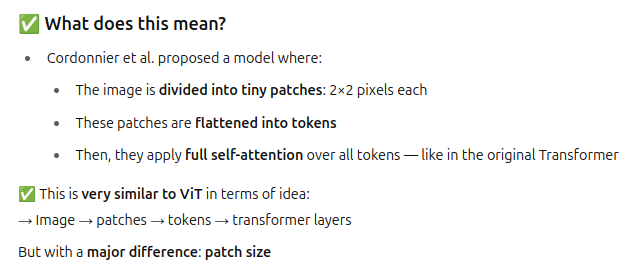 ✅ What does this mean?
• Cordonnier et al. proposed a model where:
• The image is divided into tiny patches: 2×2 pixels each
• These patches are flattened into tokens
• Then, they apply full self-attention over all tokens — like in the original Transformer
✅ This is very similar to ViT in terms of idea:
→ Image → patches → tokens → transformer layers
But with a major difference: patch size